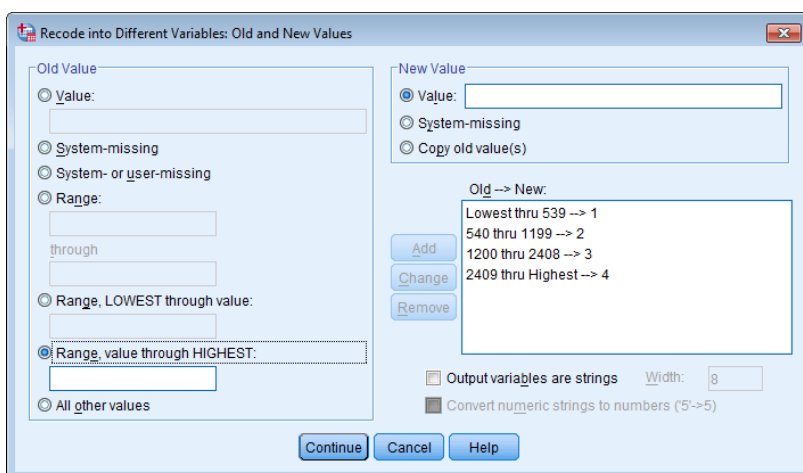 Recode into Different Variables: Old and New Values
Old Value
Value:
System-missing
System- or user-missing
Range:
through
Range, LOWEST through value:
Range, value through HIGHEST:
All other values
New Value
Value:
System-missing
Copy old value(s)
Old --> New:
Lowest thru 539 --> 1
540 thru 1199 --> 2
1200 thru 2408 --> 3
2409 thru Highest --> 4
Add
Change
Remove
Output variables are strings Width: 8
Convert numeric strings to numbers ('5'->5)
Continue Cancel Help